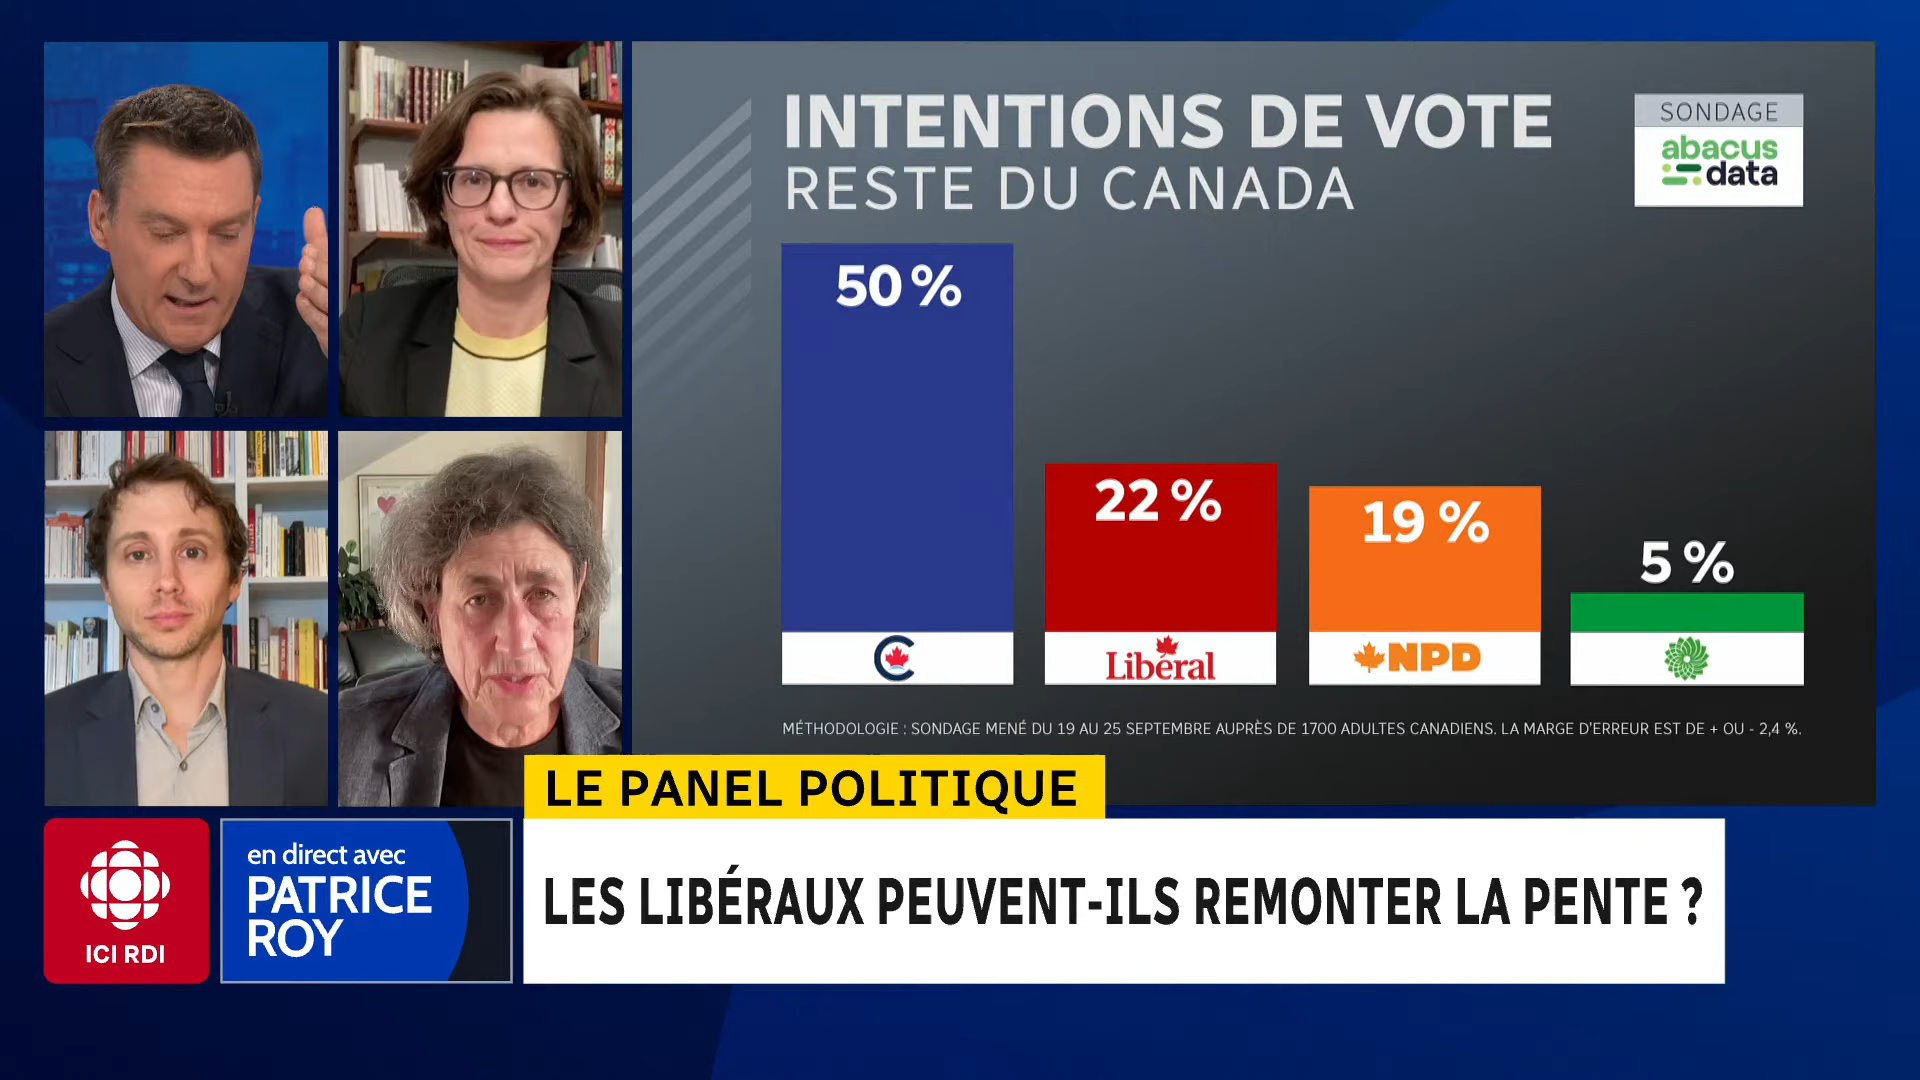 INTENTIONS DE VOTE
RESTE DU CANADA
SONDAGE
abacus
data
50 %
22 %
19 %
5 %
C
Libéral
NPD
MÉTHODOLOGIE : SONDAGE MENÉ DU 19 AU 25 SEPTEMBRE AUPRÈS DE 1700 ADULTES CANADIENS. LA MARGE D'ERREUR EST DE + OU - 2,4 %.
LE PANEL POLITIQUE
LES LIBÉRAUX PEUVENT-ILS REMONTER LA PENTE ?
ICI RDI
en direct avec
PATRICE
ROY